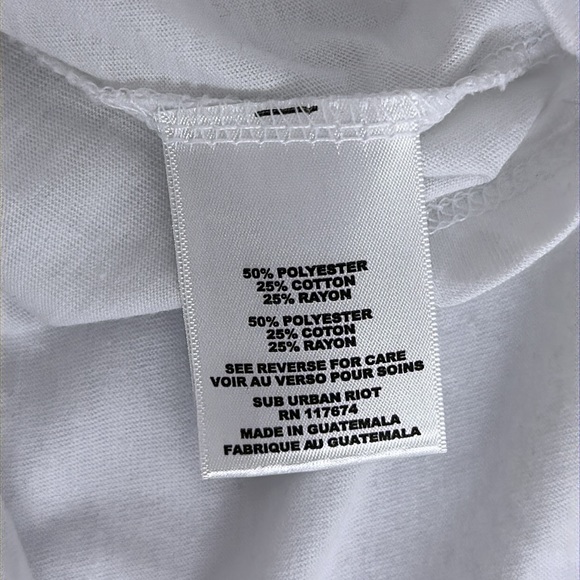 50% POLYESTER
25% COTTON
25% RAYON
50% POLYESTER
25% COTON
25% RAYON
SEE REVERSE FOR CARE
VOIR AU VERSO POUR SOINS
SUB URBAN RIOT
RN 117674
MADE IN GUATEMALA
FABRIQUE AU GUATEMALA